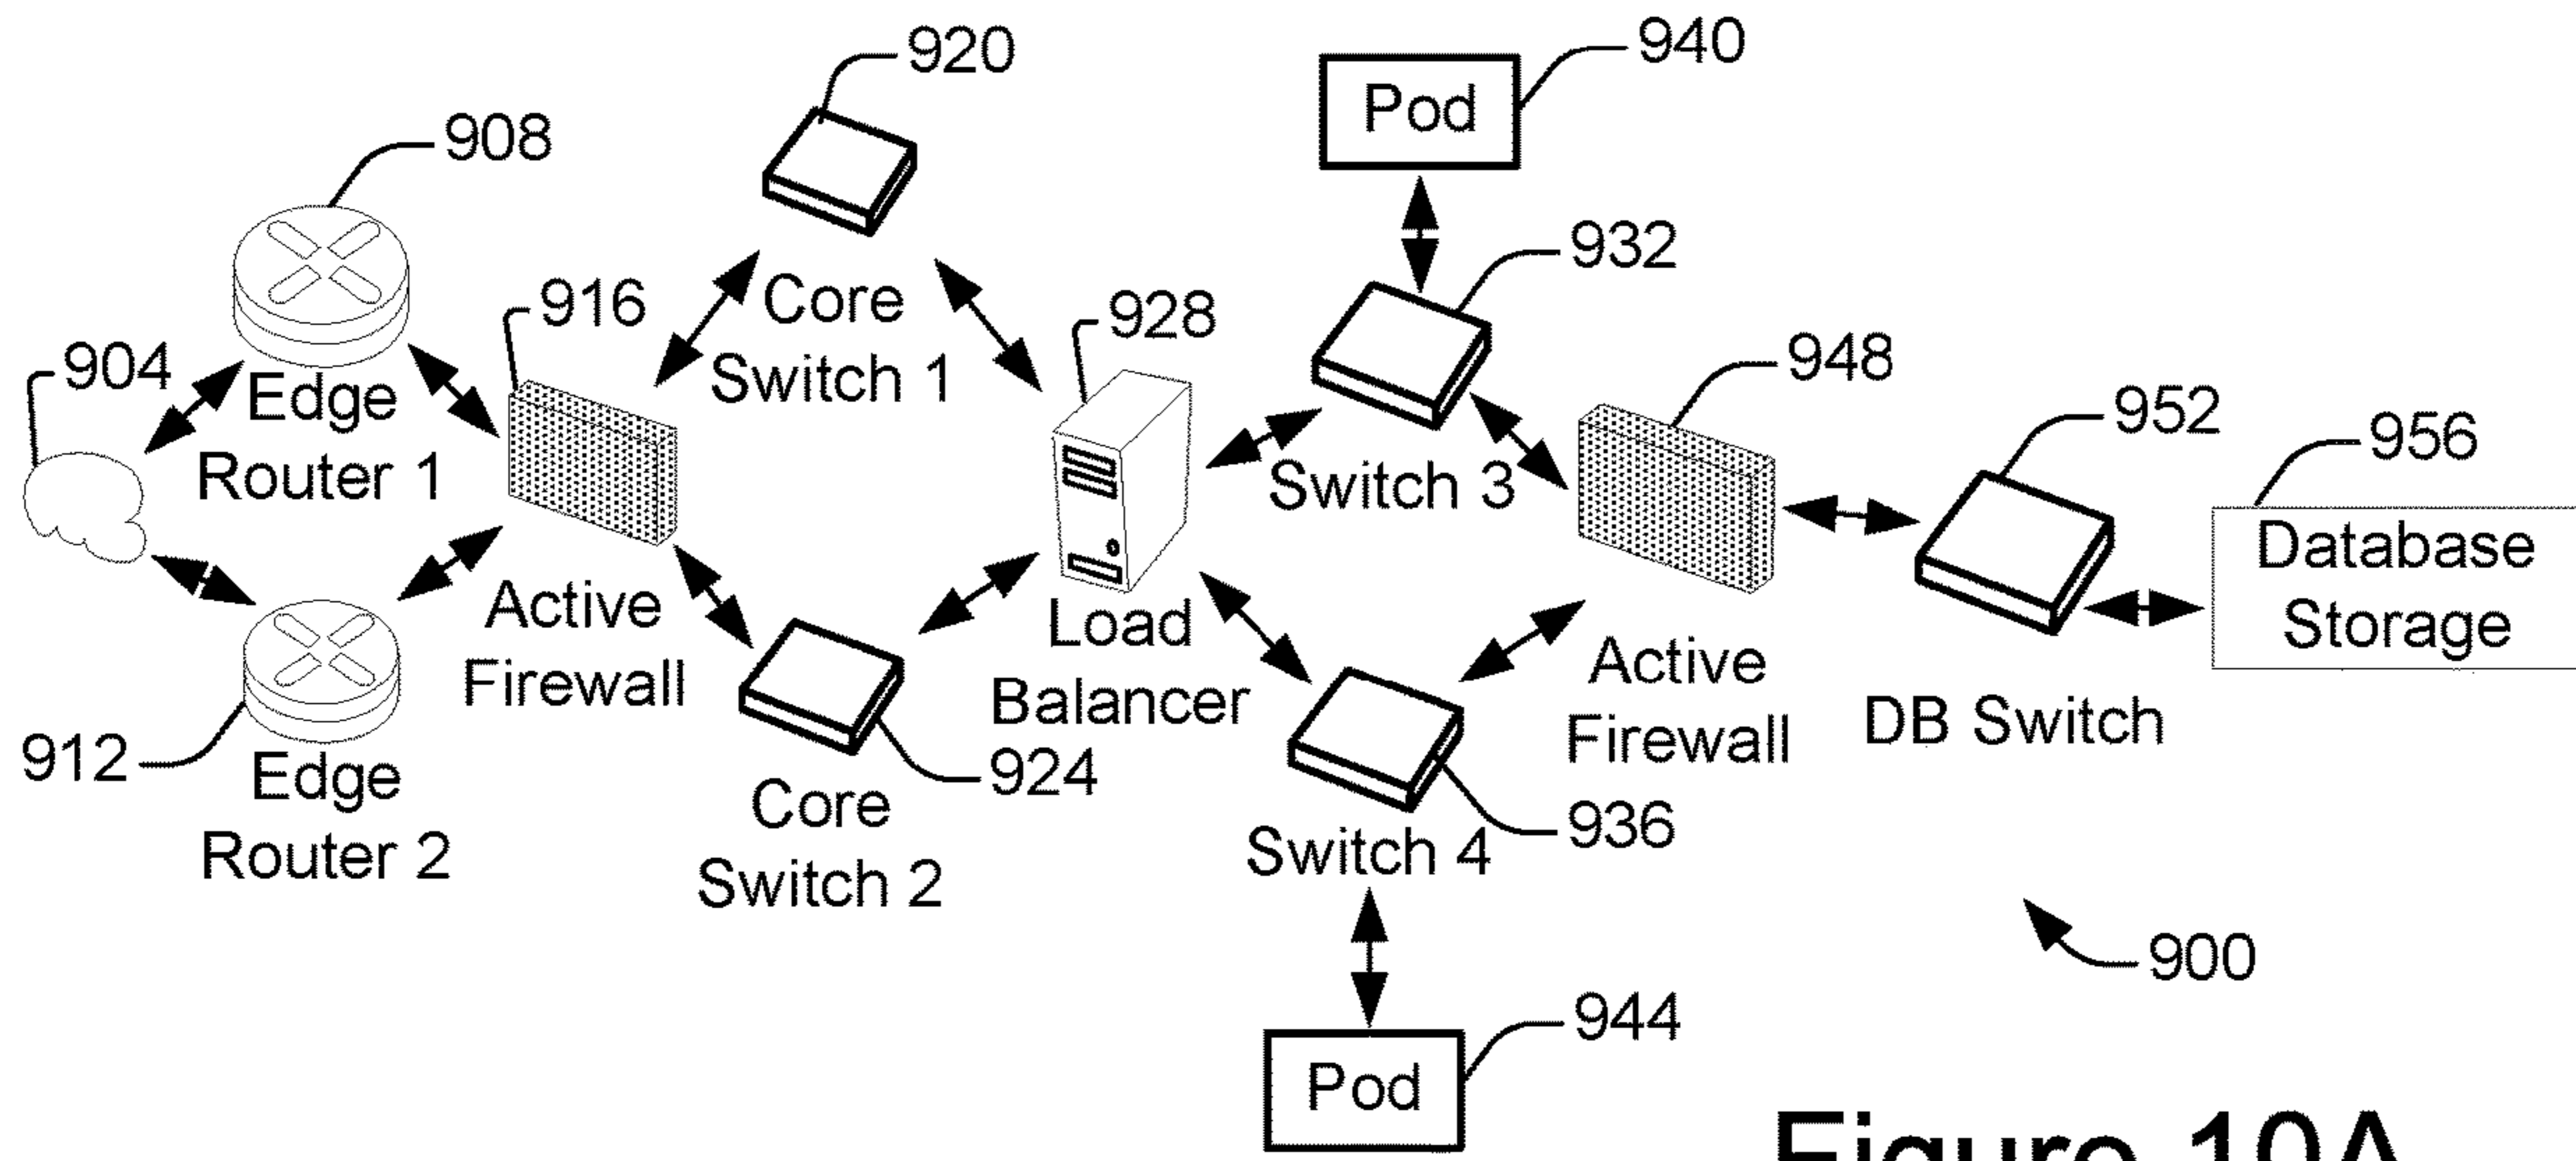 920
940
Pod
908
932
916
Core
Switch 1
928
948
904
Edge
Router 1
952
956
Switch 3
Database
Storage
Active
Firewall
Load
Balancer
Active
Firewall
DB Switch
912
Edge
Router 2
924
Core
Switch 2
936
Switch 4
900
944
Pod
Figure 10A